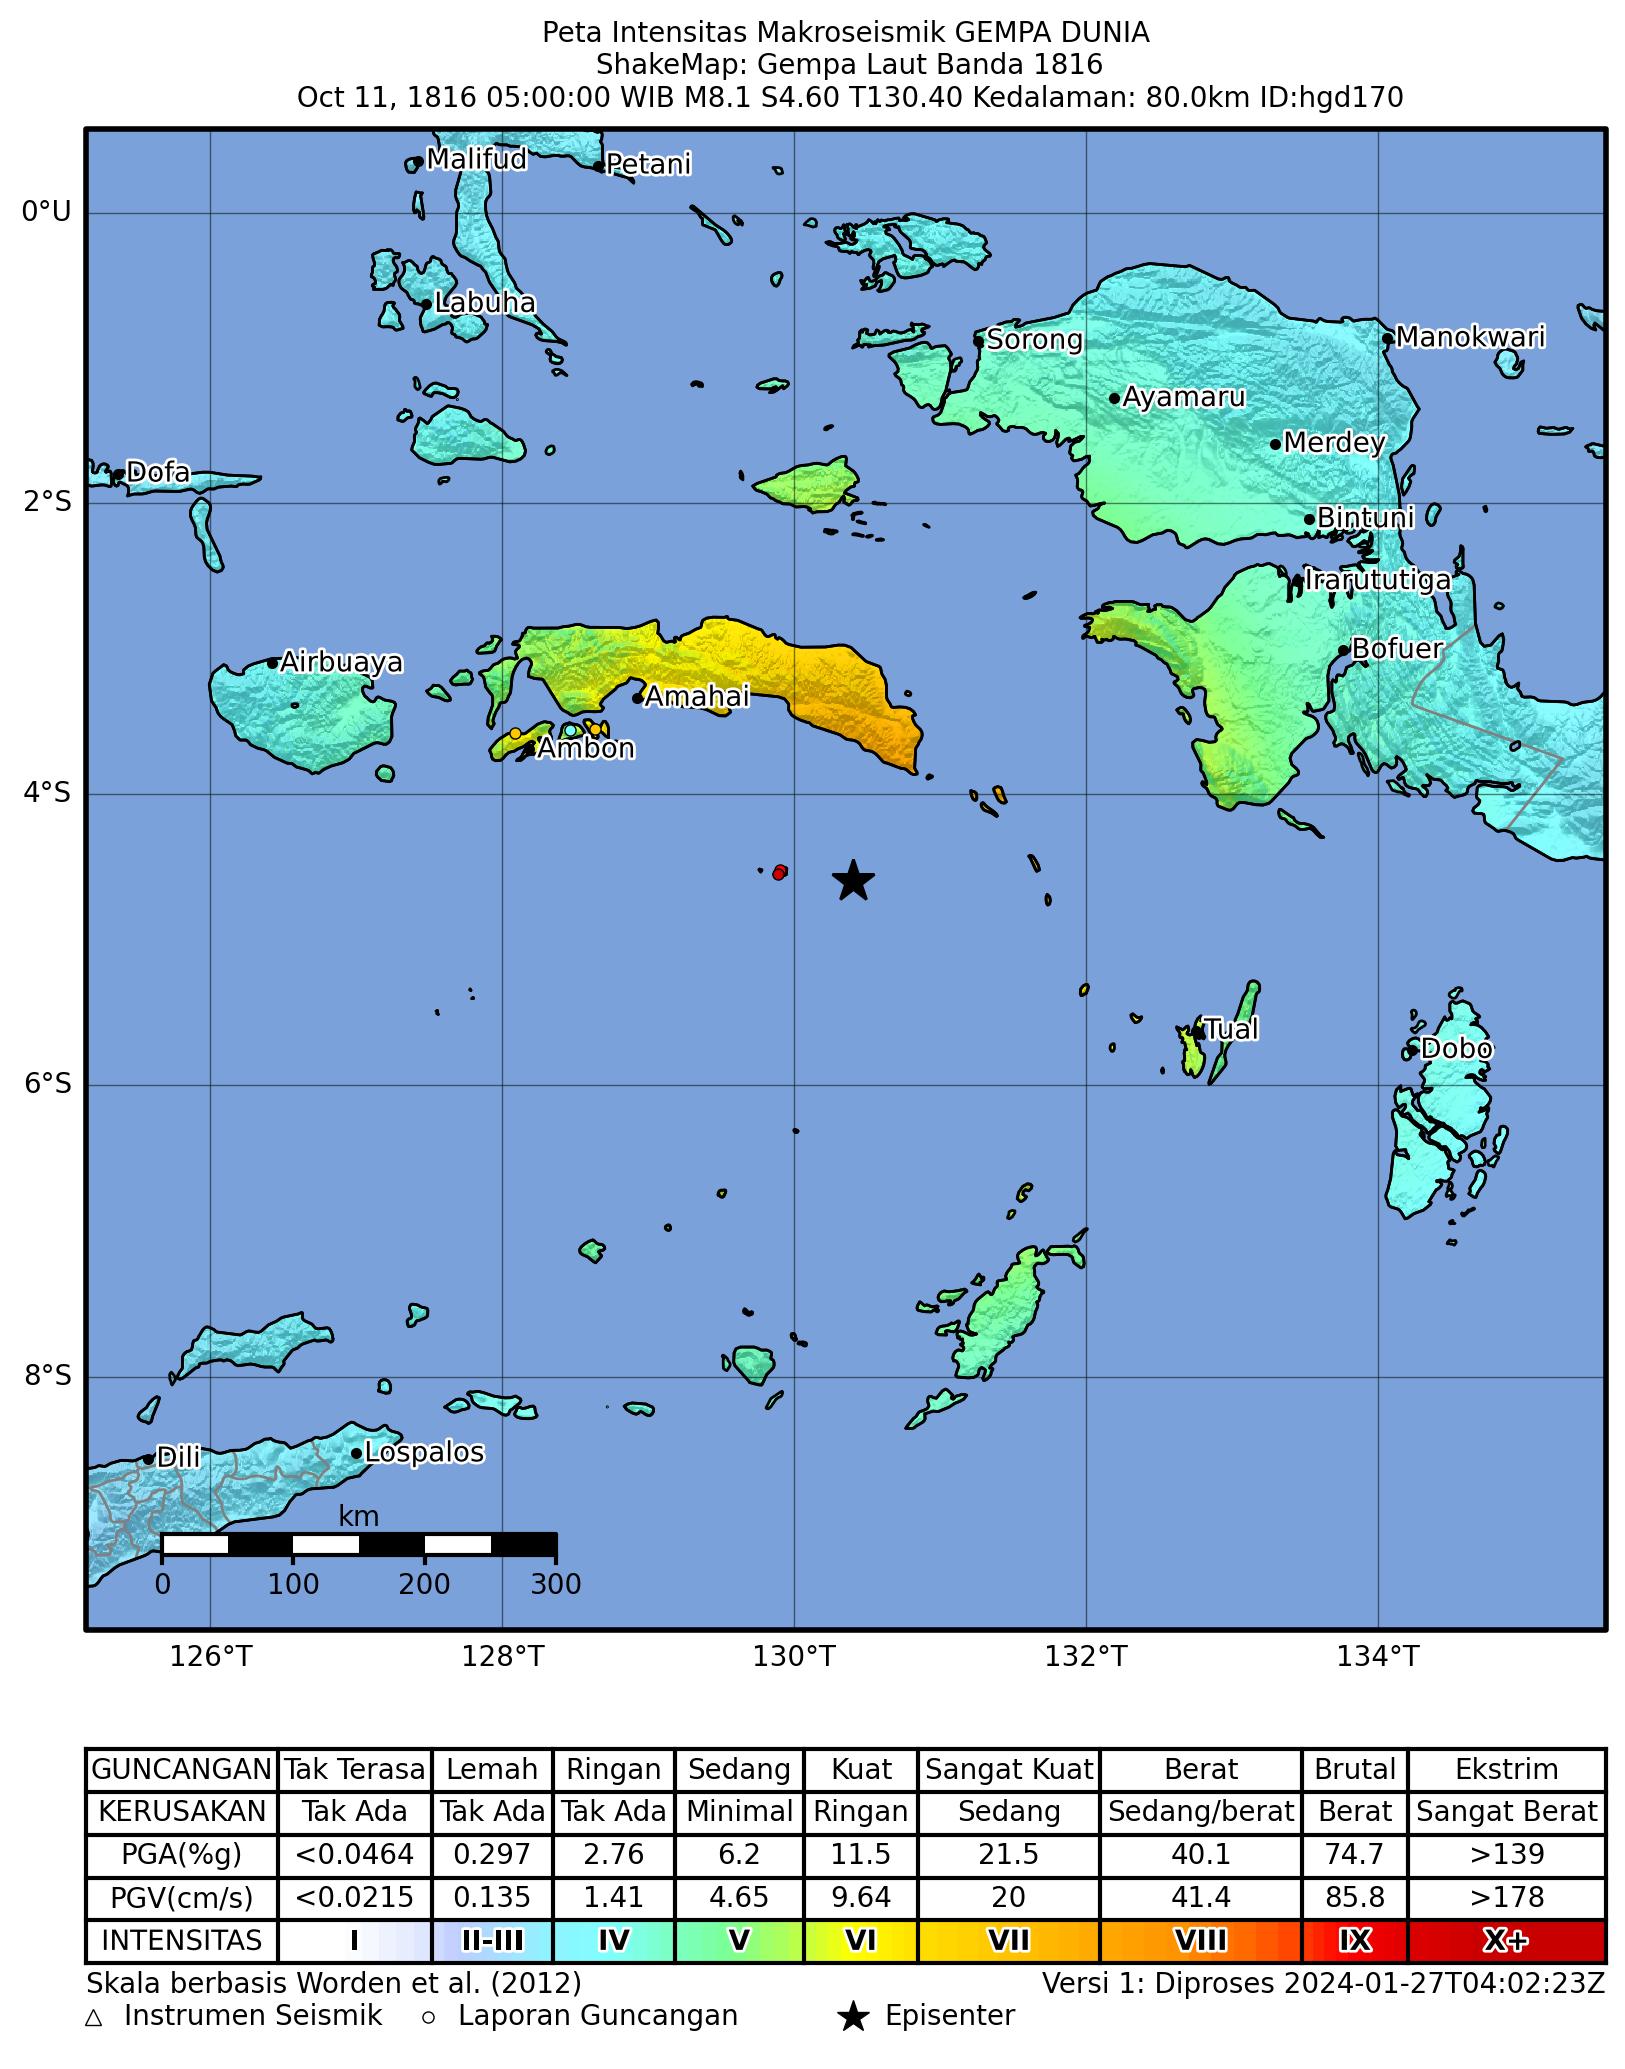 Peta Intensitas Makroseismik GEMPA DUNIA
ShakeMap: Gempa Laut Banda 1816
Oct 11, 1816 05:00:00 WIB M8.1 S4.60 T130.40 Kedalaman: 80.0km ID:hgd170
Malifud
Petani
0°U
Labuha
Sorong
Manokwari
Ayamaru
Merdey
Dofa
2°S
Bintuni
Irarututiga
Bofuer
Airbuaya
Amahai
Ambon
4°S
Tual
Dobo
6°S
8°S
Dili
Lospalos
km
0 100 200 300
126°T 128°T 130°T 132°T 134°T
GUNCANGAN Tak Terasa Lemah Ringan Sedang Kuat Sangat Kuat Berat Brutal Ekstrim
KERUSAKAN Tak Ada Tak Ada Tak Ada Minimal Ringan Sedang Sedang/berat Berat Sangat Berat
PGA(%g) <0.0464 0.297 2.76 6.2 11.5 21.5 40.1 74.7 >139
PGV(cm/s) <0.0215 0.135 1.41 4.65 9.64 20 41.4 85.8 >178
INTENSITAS I II-III IV V VI VII VIII IX X+
Skala berbasis Worden et al. (2012) Versi 1: Diproses 2024-01-27T04:02:23Z
Instrumen Seismik Laporan Guncangan Episenter